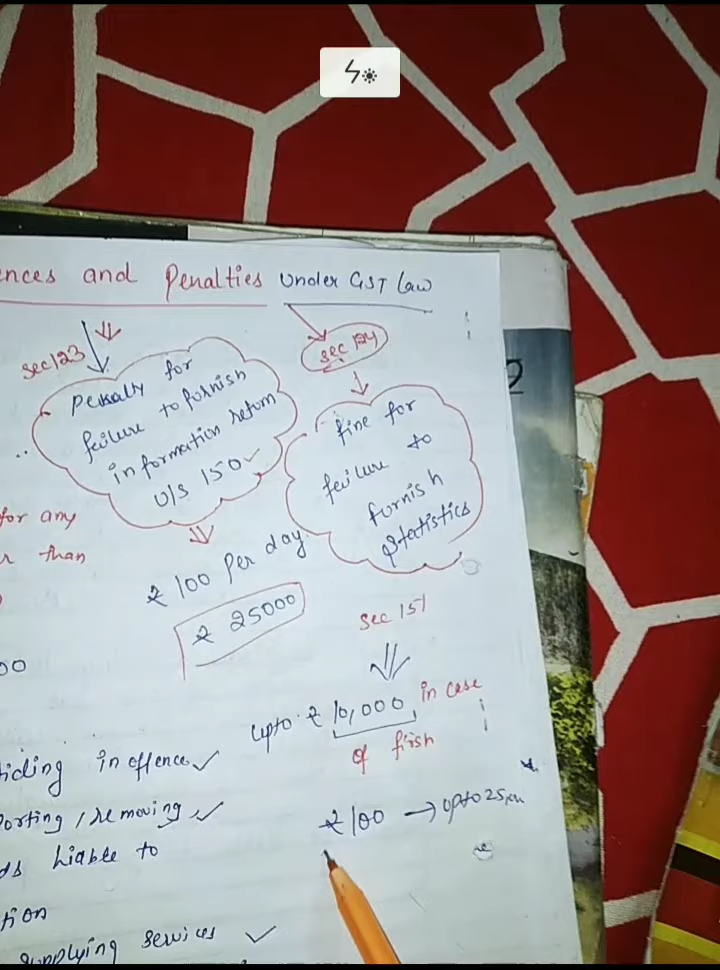 ences and Penalties Under GST Law
sec 123
Penalty for
failure to furnish
information return
U/S 150
₹ 100 Per day.
₹ 25000
sec 124
fine for
failure to
furnish
statistics
sec 151
upto ₹ 10,000 in case
of firsh
₹ 100 → upto 25,000
for any
than
00
iding in offence
orting / removing
ds liable to
tion
supplying services